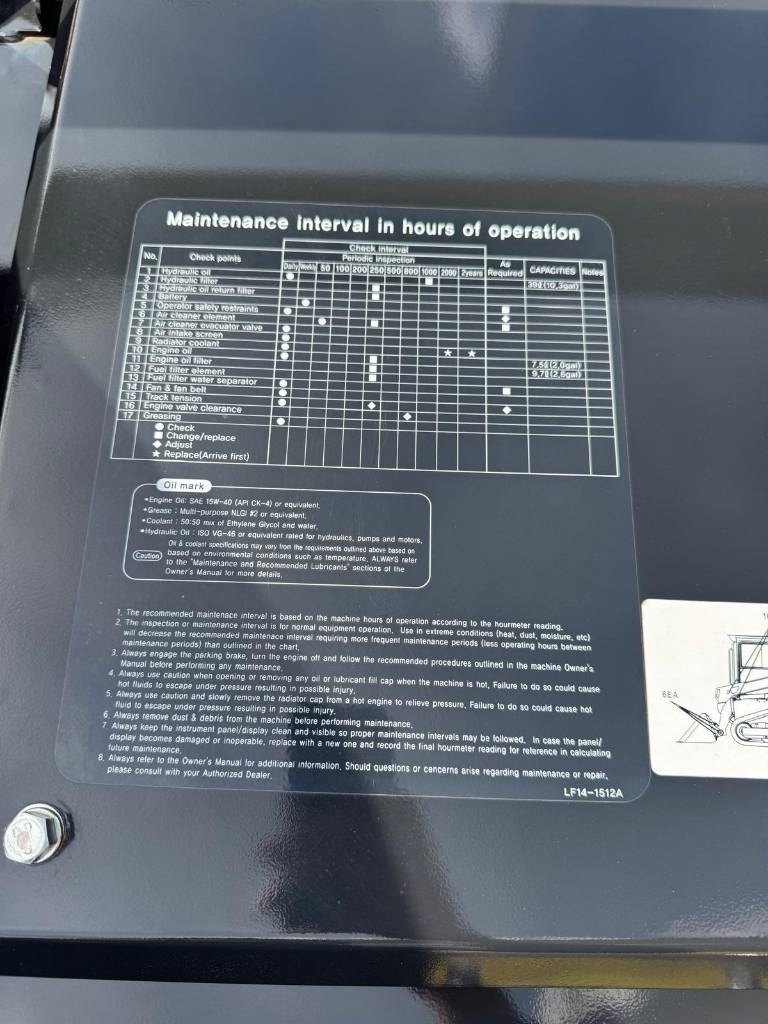 Maintenance interval in hours of operation
No. Check points Check interval As Required CAPACITIES Notes
Periodic inspection
Daily Weekly 50 100 200 250 500 800 1000 2000 2years
1 Hydraulic oil ● 39ℓ(10,3gal)
2 Hydraulic filter ■
3 Hydraulic oil return filter ■
4 Battery ■
5 Operator safety restraints ● ■
6 Air cleaner element ● ◆
7 Air cleaner evacuator valve ● ■ ■
8 Air intake screen ●
9 Radiator coolant ●
10 Engine oil ● ★ ★
11 Engine oil filter ■ 7,5ℓ(2,0gal)
12 Fuel filter element ■ 9,7ℓ(2,6gal)
13 Fuel filter water separator ■
14 Fan & fan belt ● ■
15 Track tension ●
16 Engine valve clearance ● ◆ ◆
17 Greasing ● ◆
● Check
■ Change/replace
◆ Adjust
★ Replace(Arrive first)
Oil mark
*Engine Oil: SAE 15W-40 (API CK-4) or equivalent.
*Grease : Multi-purpose NLGI #2 or equivalent.
*Coolant : 50:50 mix of Ethylene Glycol and water.
*Hydraulic Oil : ISO VG-46 or equivalent rated for hydraulics, pumps and motors.
Caution
Oil & coolant specifications may vary from the requirements outlined above based on
based on environmental conditions such as temperature. ALWAYS refer
to the "Maintenance and Recommended Lubricants" sections of the
Owner's Manual for more details.
1. The recommended maintenace interval is based on the machine hours of operation according to the hourmeter reading.
2. The inspection or maintenance interval is for normal equipment operation. Use in extreme conditions (heat, dust, moisture, etc)
will decrease the recommended maintenace interval requiring more frequent maintenance periods (less operating hours between
maintenance periods) than outlined in the chart.
3. Always engage the parking brake, turn the engine off and follow the recommended procedures outlined in the machine Owner's
Manual before performing any maintenance.
4. Always use caution when opening or removing any oil or lubricant fill cap when the machine is hot. Failure to do so could cause
hot fluids to escape under pressure resulting in possible injury.
5. Always use caution and slowly remove the radiator cap from a hot engine to relieve pressure. Failure to do so could cause hot
fluid to escape under pressure resulting in possible injury.
6. Always remove dust & debris from the machine before performing maintenance.
7. Always keep the instrument panel/display clean and visible so proper maintenance intervals may be followed. In case the panel/
display becomes damaged or inoperable, replace with a new one and record the final hourmeter reading for reference in calculating
future maintenance.
8. Always refer to the Owner's Manual for additional information. Should questions or cencerns arise regarding maintenance or repair,
please consult with your Authorized Dealer.
LF14-1512A
6EA